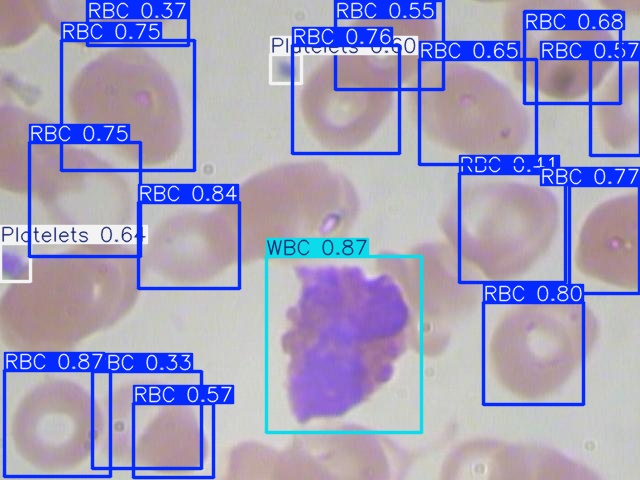 RBC 0.37
RBC 0.55
RBC 0.68
RBC 0.75
RBC 0.76
Platelets 0.60
RBC 0.65
RBC 0.57
RBC 0.75
RBC 0.41
RBC 0.77
RBC 0.84
Platelets 0.64
WBC 0.87
RBC 0.80
RBC 0.87
BC 0.33
RBC 0.57